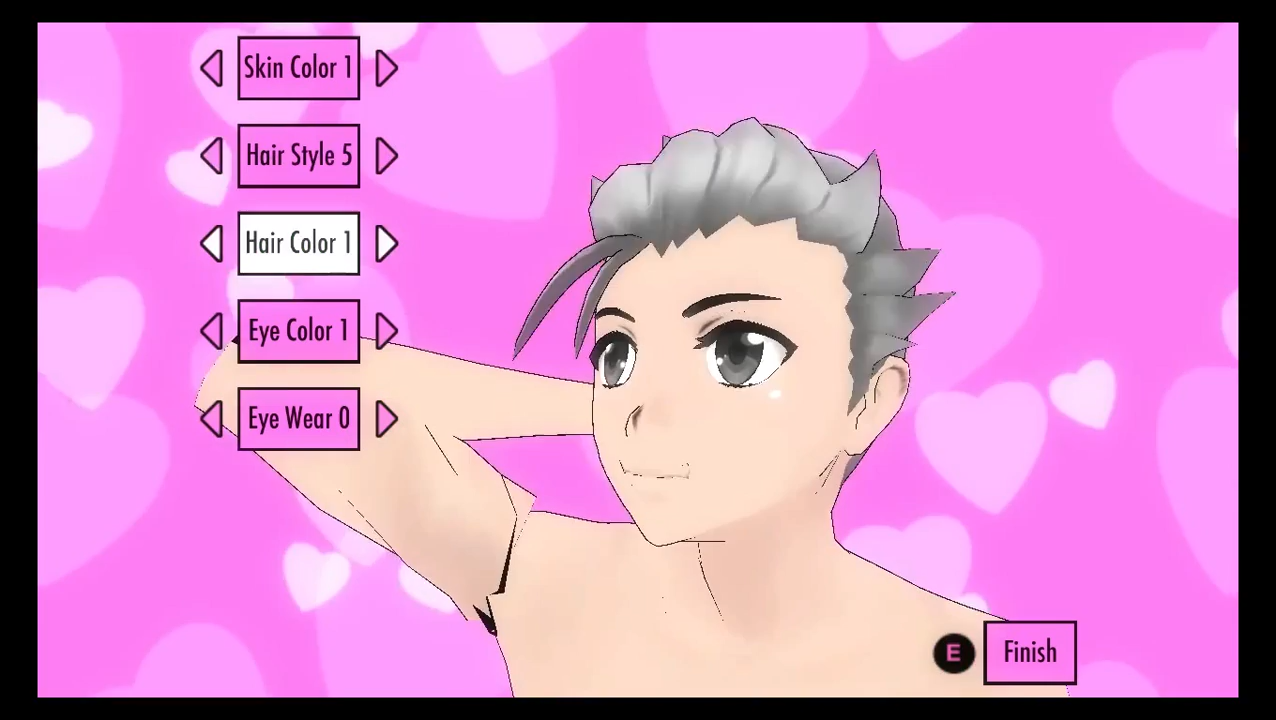 Skin Color 1
Hair Style 5
Hair Color 1
Eye Color 1
Eye Wear 0
E Finish